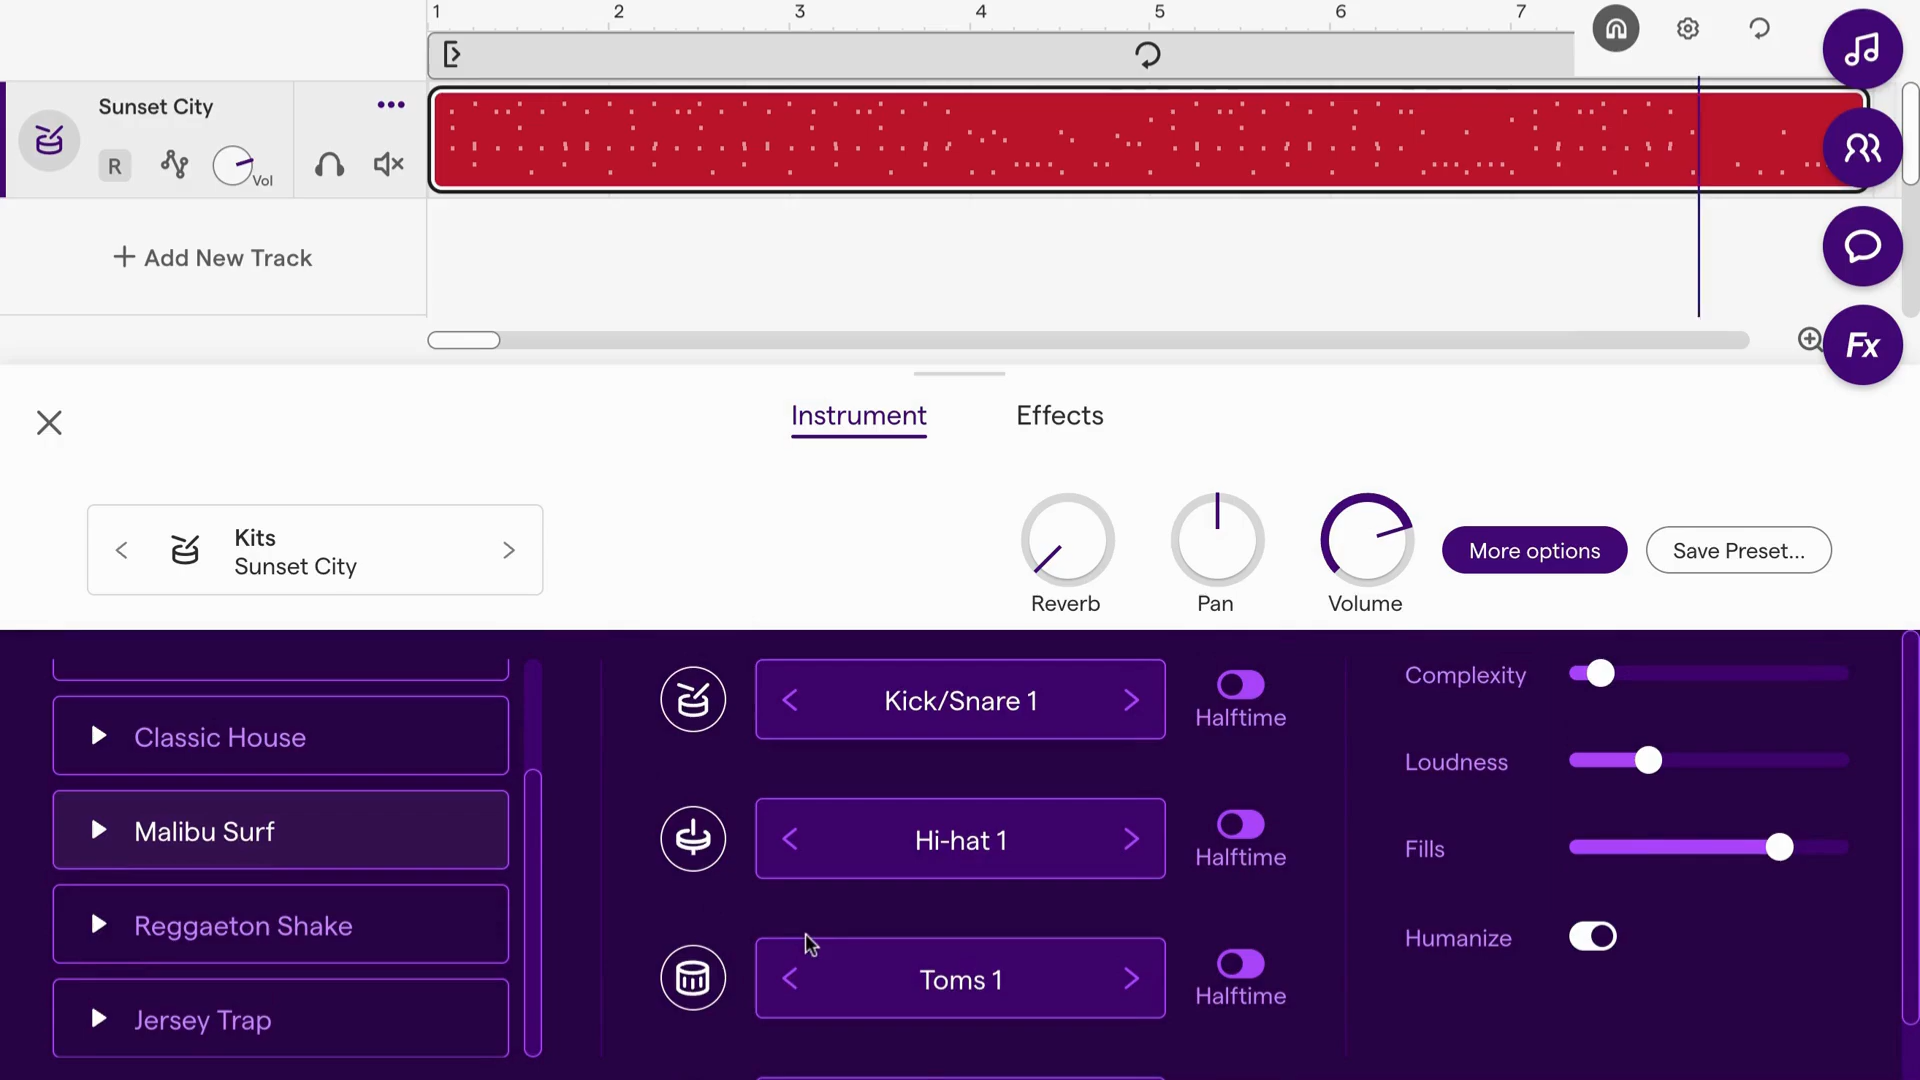 1 2 3 4 5 6 7
Sunset City
R
Vol
+ Add New Track
Fx
Instrument Effects
Kits
Sunset City
Reverb Pan Volume
More options
Save Preset...
Classic House
Malibu Surf
Reggaeton Shake
Jersey Trap
Kick/Snare 1
Halftime
Hi-hat 1
Halftime
Toms 1
Halftime
Complexity
Loudness
Fills
Humanize